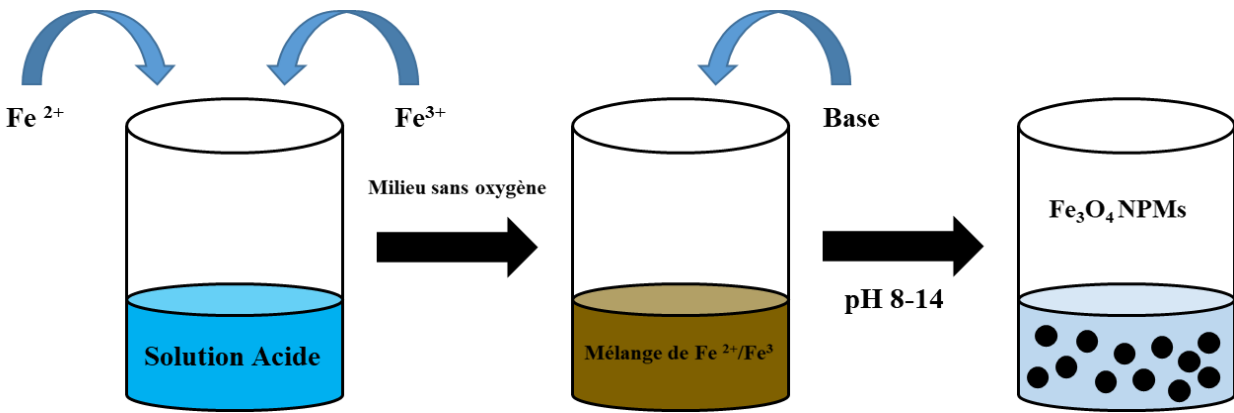 Fe ²⁺
Fe³⁺
Solution Acide
Milieu sans oxygène
Mélange de Fe ²⁺/Fe³
Base
pH 8-14
Fe₃O₄ NPMs